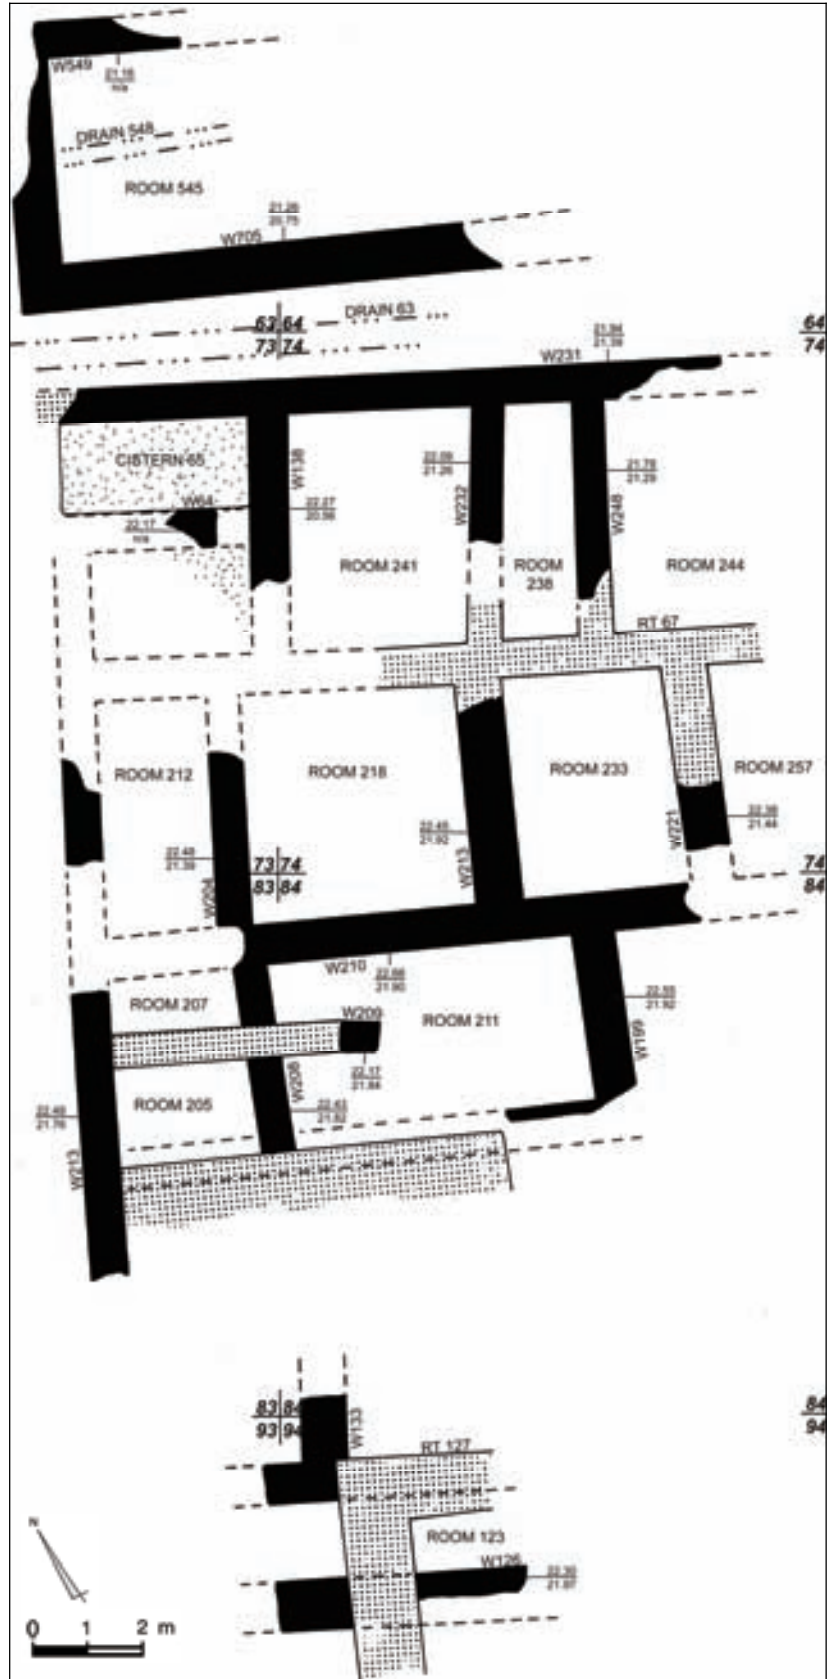 W549
21.16
n/a
DRAIN 548
ROOM 545
21.26
20.75
W705
DRAIN 63
63 64
73 74
64
74
21.94
21.39
W231
CISTERN 65
W64
22.17
n/a
W138
22.27
20.56
22.09
21.26
W232
21.78
21.29
W248
ROOM 241
ROOM
238
ROOM 244
RT 67
ROOM 212
ROOM 218
ROOM 233
ROOM 257
22.45
21.92
W213
W221
22.38
21.44
22.48
21.39
W204
73 74
83 84
74
84
W210
22.66
21.90
ROOM 207
W209
ROOM 211
22.55
21.92
W199
22.17
21.84
ROOM 205
W208
22.43
21.82
22.48
21.76
W213
83 84
93 94
84
94
W133
RT 127
ROOM 123
W126
22.30
21.97
N
0 1 2 m